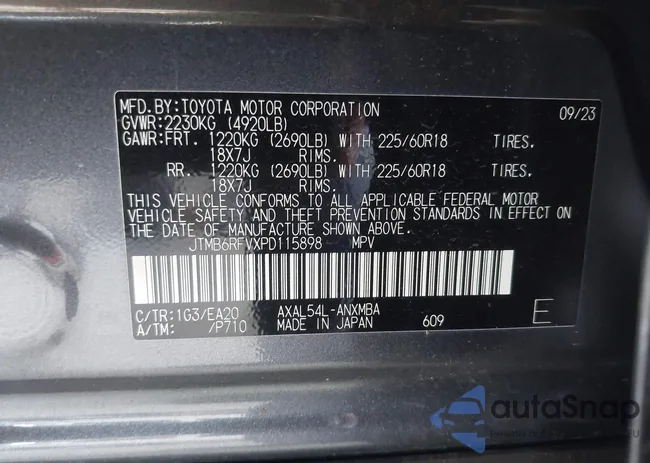 MFD.BY:TOYOTA MOTOR CORPORATION 09/23
GVWR:2230KG (4920LB)
GAWR:FRT. 1220KG (2690LB) WITH 225/60R18 TIRES.
18X7J RIMS.
RR. 1220KG (2690LB) WITH 225/60R18 TIRES.
18X7J RIMS.
THIS VEHICLE CONFORMS TO ALL APPLICABLE FEDERAL MOTOR
VEHICLE SAFETY AND THEFT PREVENTION STANDARDS IN EFFECT ON
THE DATE OF MANUFACTURE SHOWN ABOVE.
JTMB6RFVXPD115898 MPV
C/TR:1G3/EA20 AXAL54L-ANXMBA
A/TM: /P710 MADE IN JAPAN 609 E
autaSnap